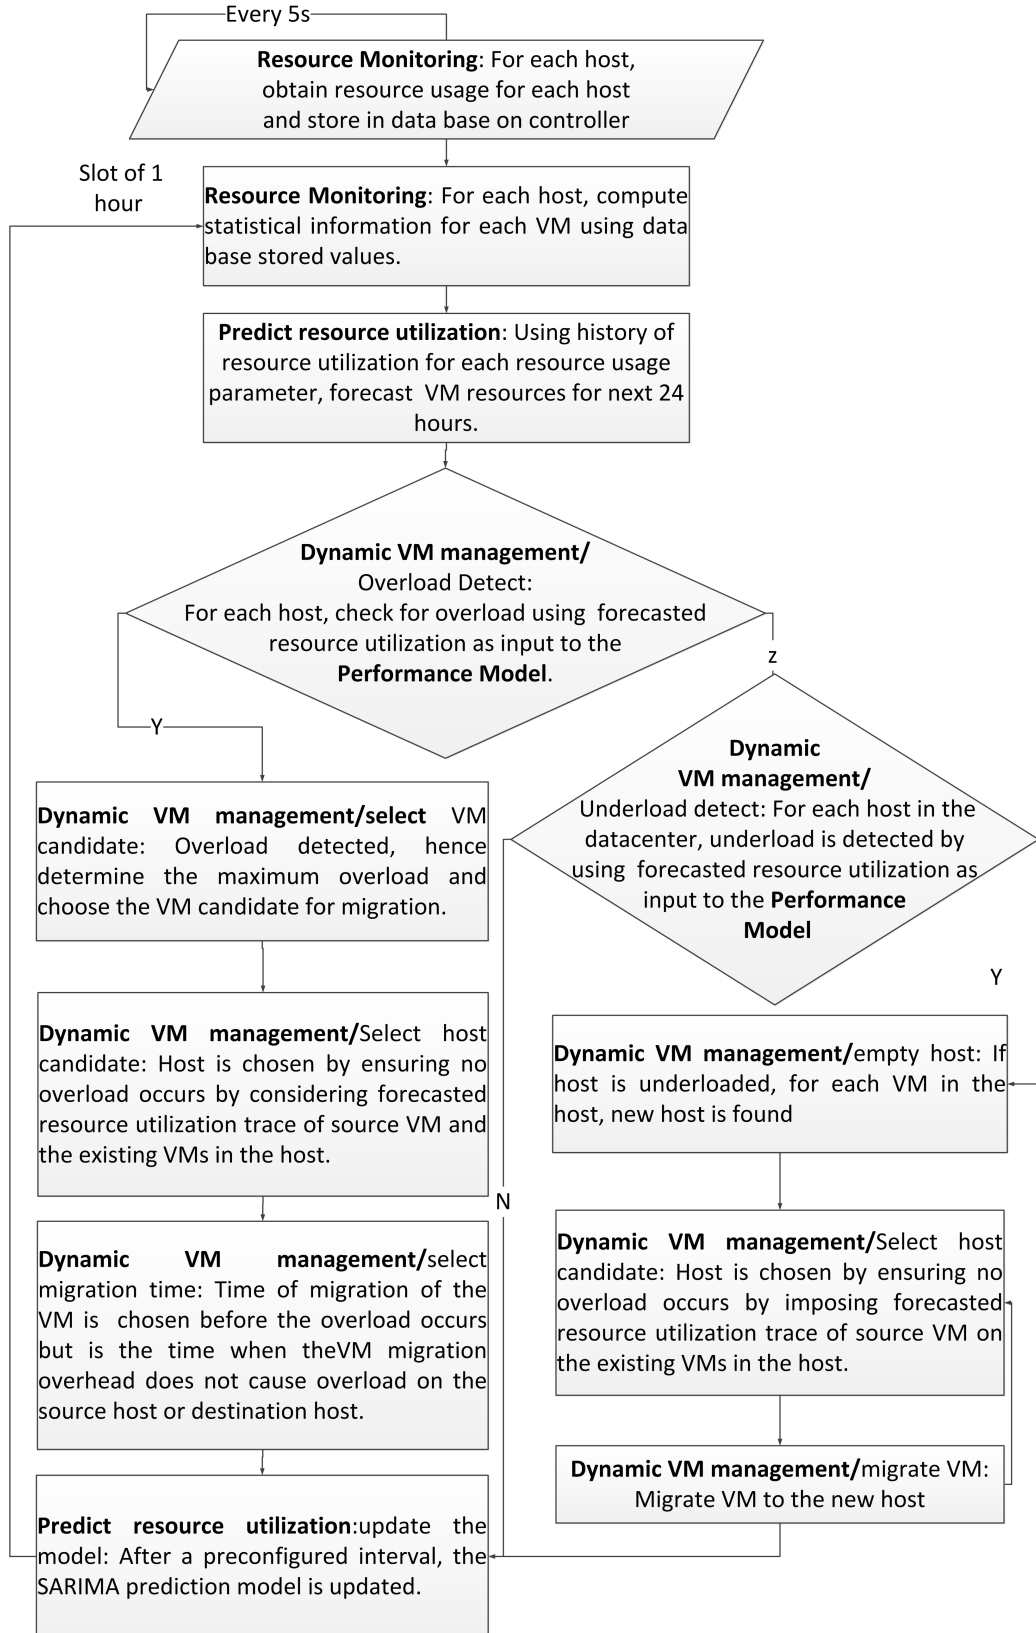 Every 5s
Resource Monitoring: For each host,
obtain resource usage for each host
and store in data base on controller
Slot of 1
hour
Resource Monitoring: For each host, compute
statistical information for each VM using data
base stored values.
Predict resource utilization: Using history of
resource utilization for each resource usage
parameter, forecast VM resources for next 24
hours.
Dynamic VM management/
Overload Detect:
For each host, check for overload using forecasted
resource utilization as input to the
Performance Model.
z
Y
Dynamic
VM management/
Underload detect: For each host in the
datacenter, underload is detected by
using forecasted resource utilization as
input to the Performance
Model
Dynamic VM management/select VM
candidate: Overload detected, hence
determine the maximum overload and
choose the VM candidate for migration.
Y
Dynamic VM management/Select host
candidate: Host is chosen by ensuring no
overload occurs by considering forecasted
resource utilization trace of source VM and
the existing VMs in the host.
Dynamic VM management/empty host: If
host is underloaded, for each VM in the
host, new host is found
N
Dynamic VM management/select
migration time: Time of migration of the
VM is chosen before the overload occurs
but is the time when theVM migration
overhead does not cause overload on the
source host or destination host.
Dynamic VM management/Select host
candidate: Host is chosen by ensuring no
overload occurs by imposing forecasted
resource utilization trace of source VM on
the existing VMs in the host.
Dynamic VM management/migrate VM:
Migrate VM to the new host
Predict resource utilization:update the
model: After a preconfigured interval, the
SARIMA prediction model is updated.